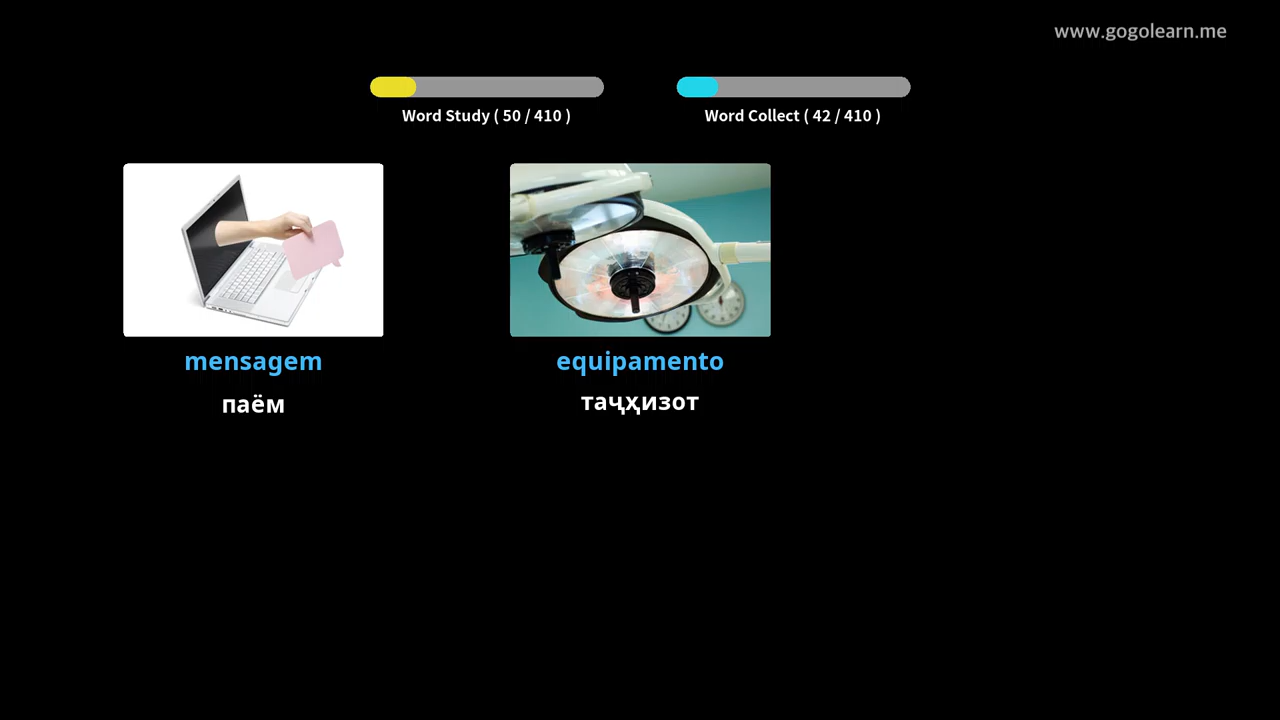 www.gogolearn.me
Word Study ( 50 / 410 )
Word Collect ( 42 / 410 )
mensagem
equipamento
паём
таҷҳизот